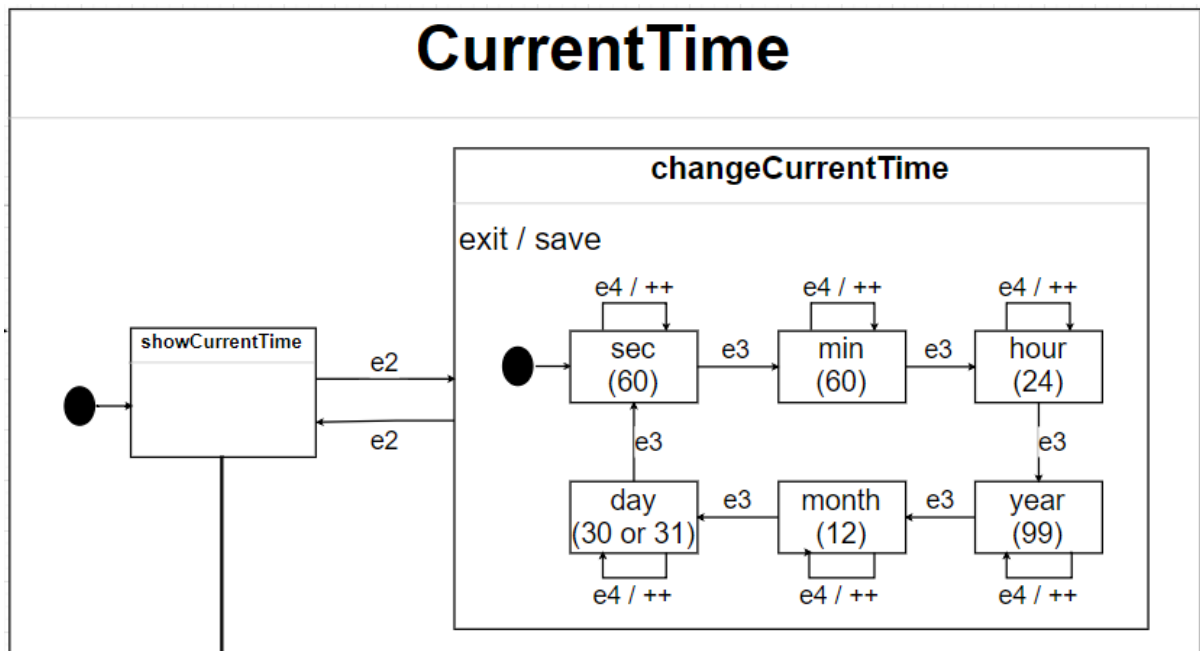 CurrentTime
changeCurrentTime
exit / save
e4 / ++
e4 / ++
e4 / ++
showCurrentTime
sec
(60)
e3
min
(60)
e3
hour
(24)
e2
e2
e3
e3
day
(30 or 31)
e3
month
(12)
e3
year
(99)
e4 / ++
e4 / ++
e4 / ++